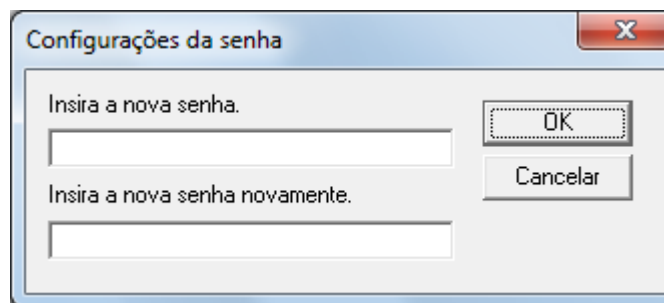 Configurações da senha
Insira a nova senha.
OK
Cancelar
Insira a nova senha novamente.